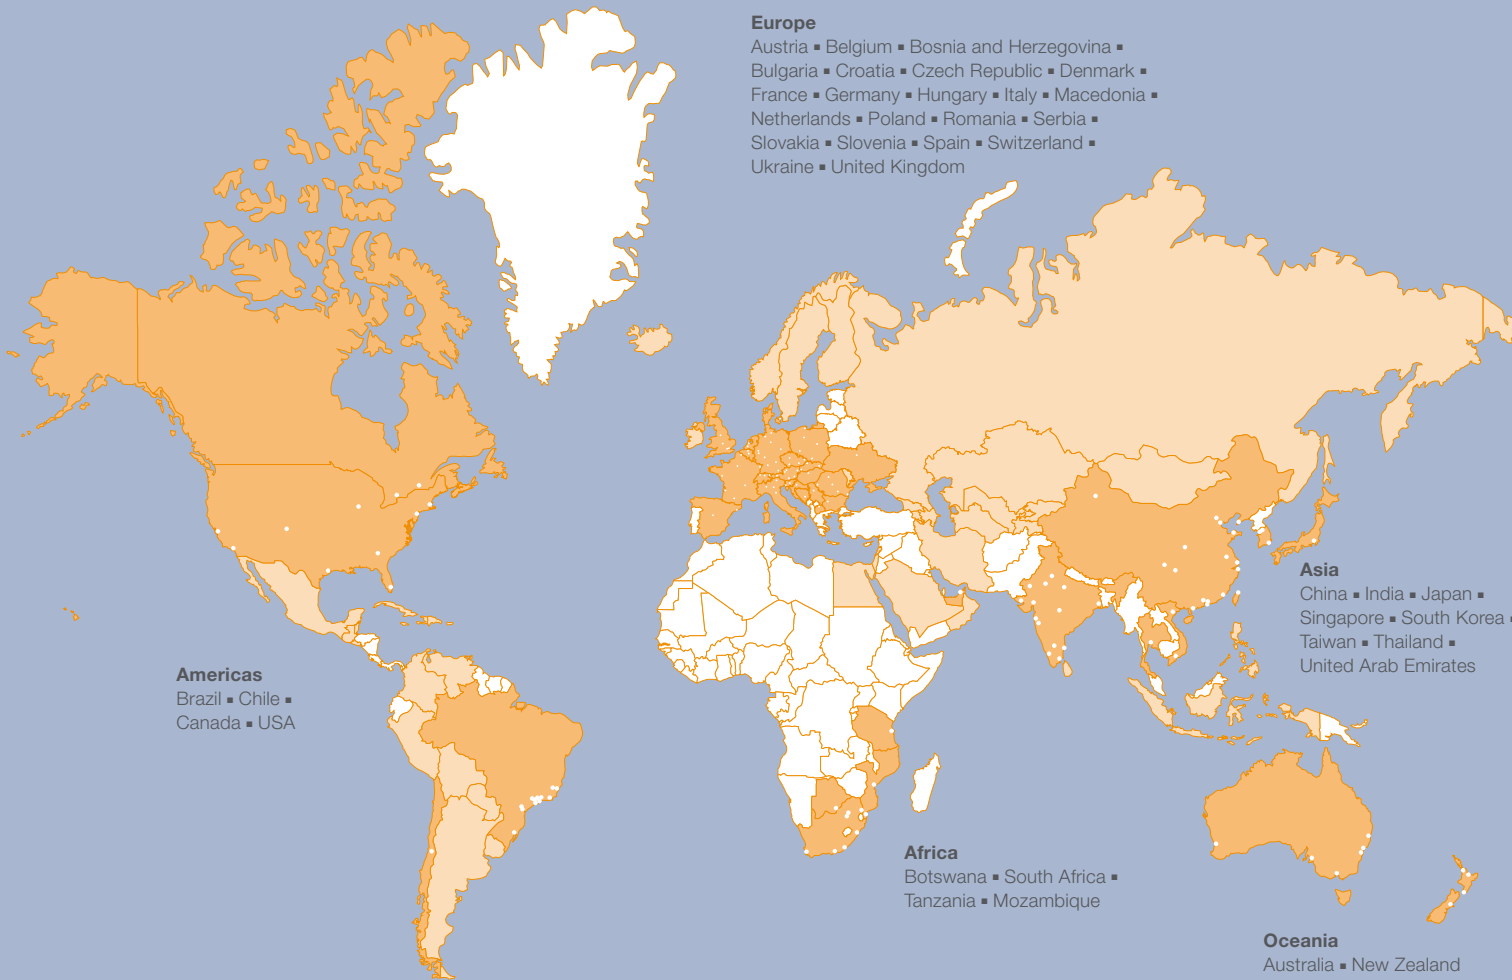 Europe
Austria ▪ Belgium ▪ Bosnia and Herzegovina ▪
Bulgaria ▪ Croatia ▪ Czech Republic ▪ Denmark ▪
France ▪ Germany ▪ Hungary ▪ Italy ▪ Macedonia ▪
Netherlands ▪ Poland ▪ Romania ▪ Serbia ▪
Slovakia ▪ Slovenia ▪ Spain ▪ Switzerland ▪
Ukraine ▪ United Kingdom
Asia
China ▪ India ▪ Japan ▪
Singapore ▪ South Korea ▪
Taiwan ▪ Thailand ▪
United Arab Emirates
Americas
Brazil ▪ Chile ▪
Canada ▪ USA
Africa
Botswana ▪ South Africa ▪
Tanzania ▪ Mozambique
Oceania
Australia ▪ New Zealand